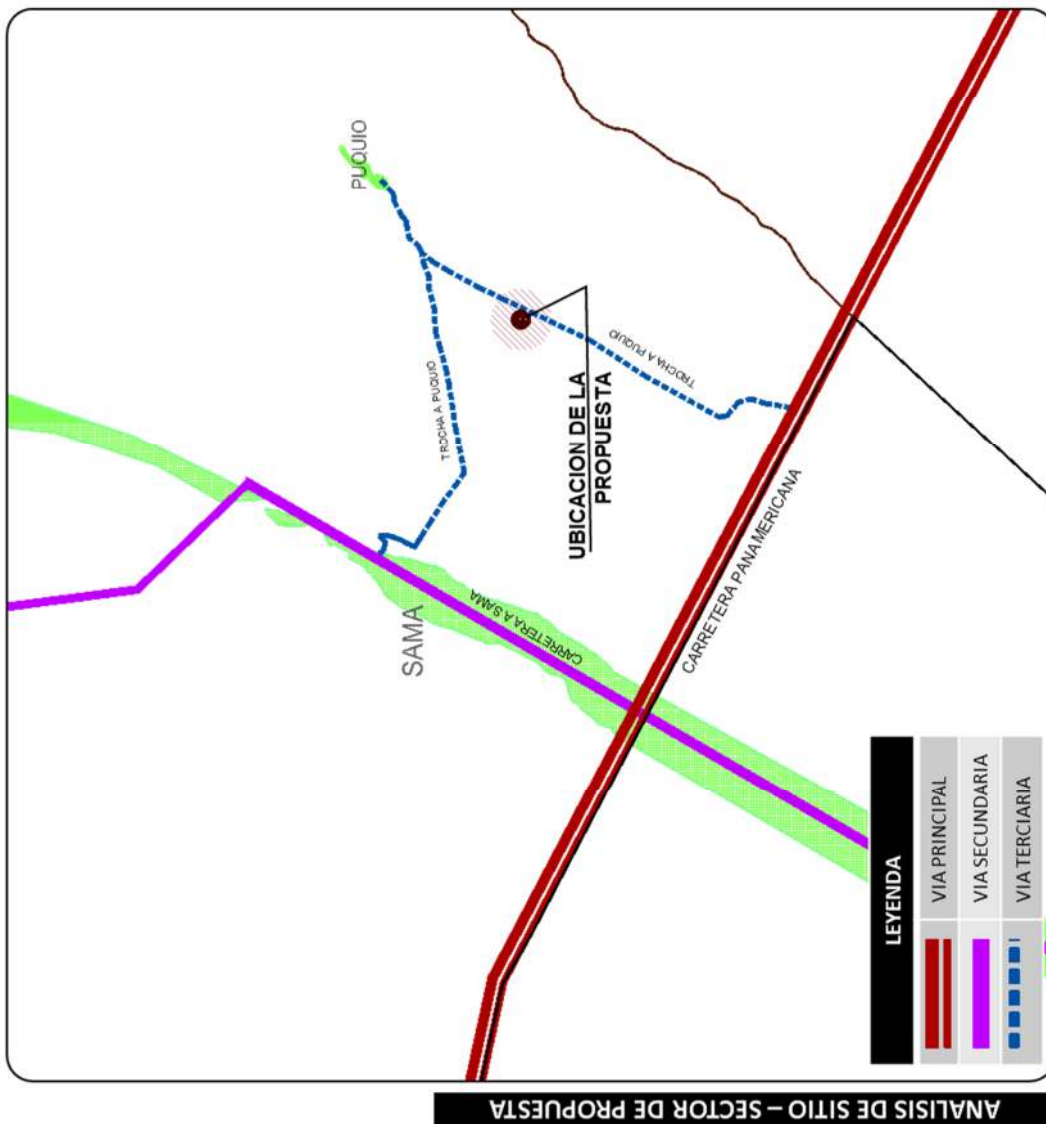 PUQUIO
TROCHA A PUQUIO
TROCHA A PUQUIO
UBICACION DE LA
PROPUESTA
SAMA
CARRETERA A SAMA
CARRETERA PANAMERICANA
LEYENDA
VIA PRINCIPAL
VIA SECUNDARIA
VIA TERCIARIA
ANALISIS DE SITIO – SECTOR DE PROPUESTA